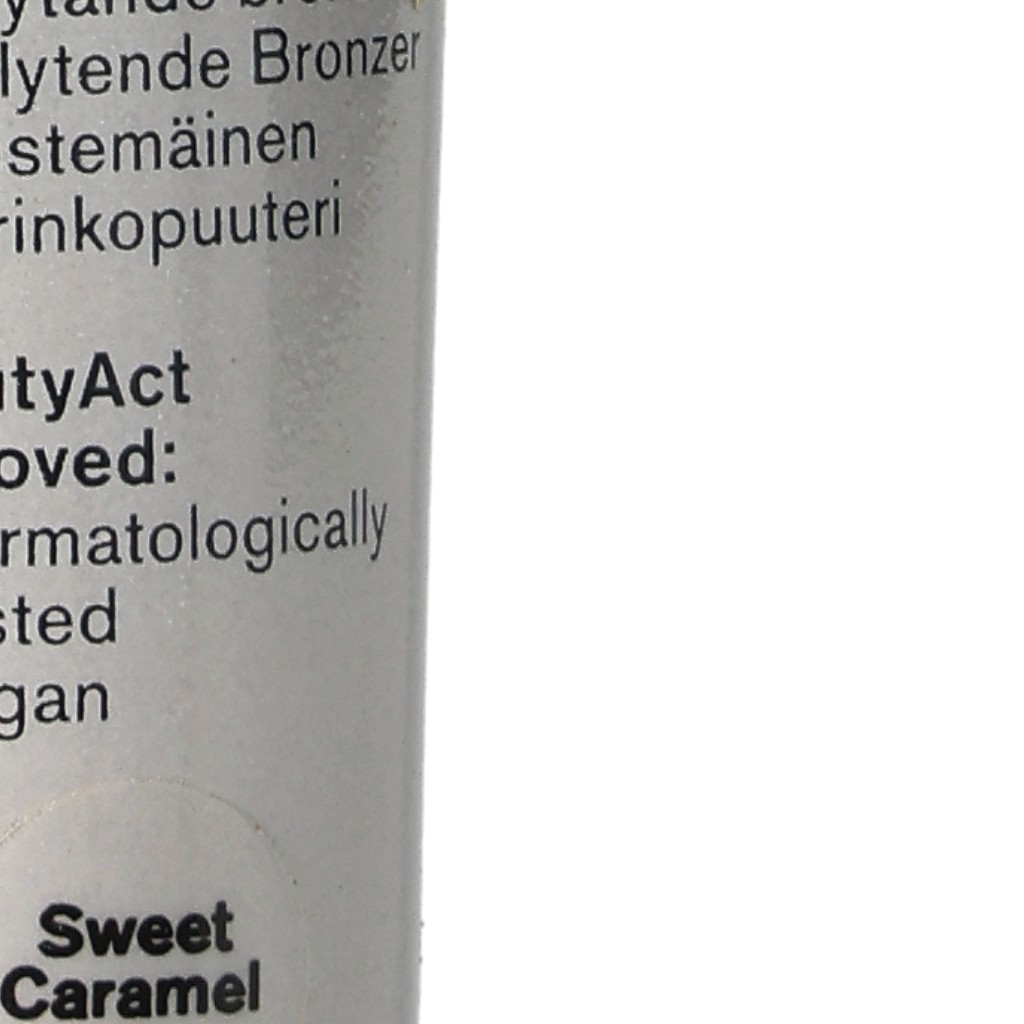 lytende Bronzer
stemäinen
rinkopuuteri
tyAct
oved:
rmatologically
sted
gan
Sweet
Caramel